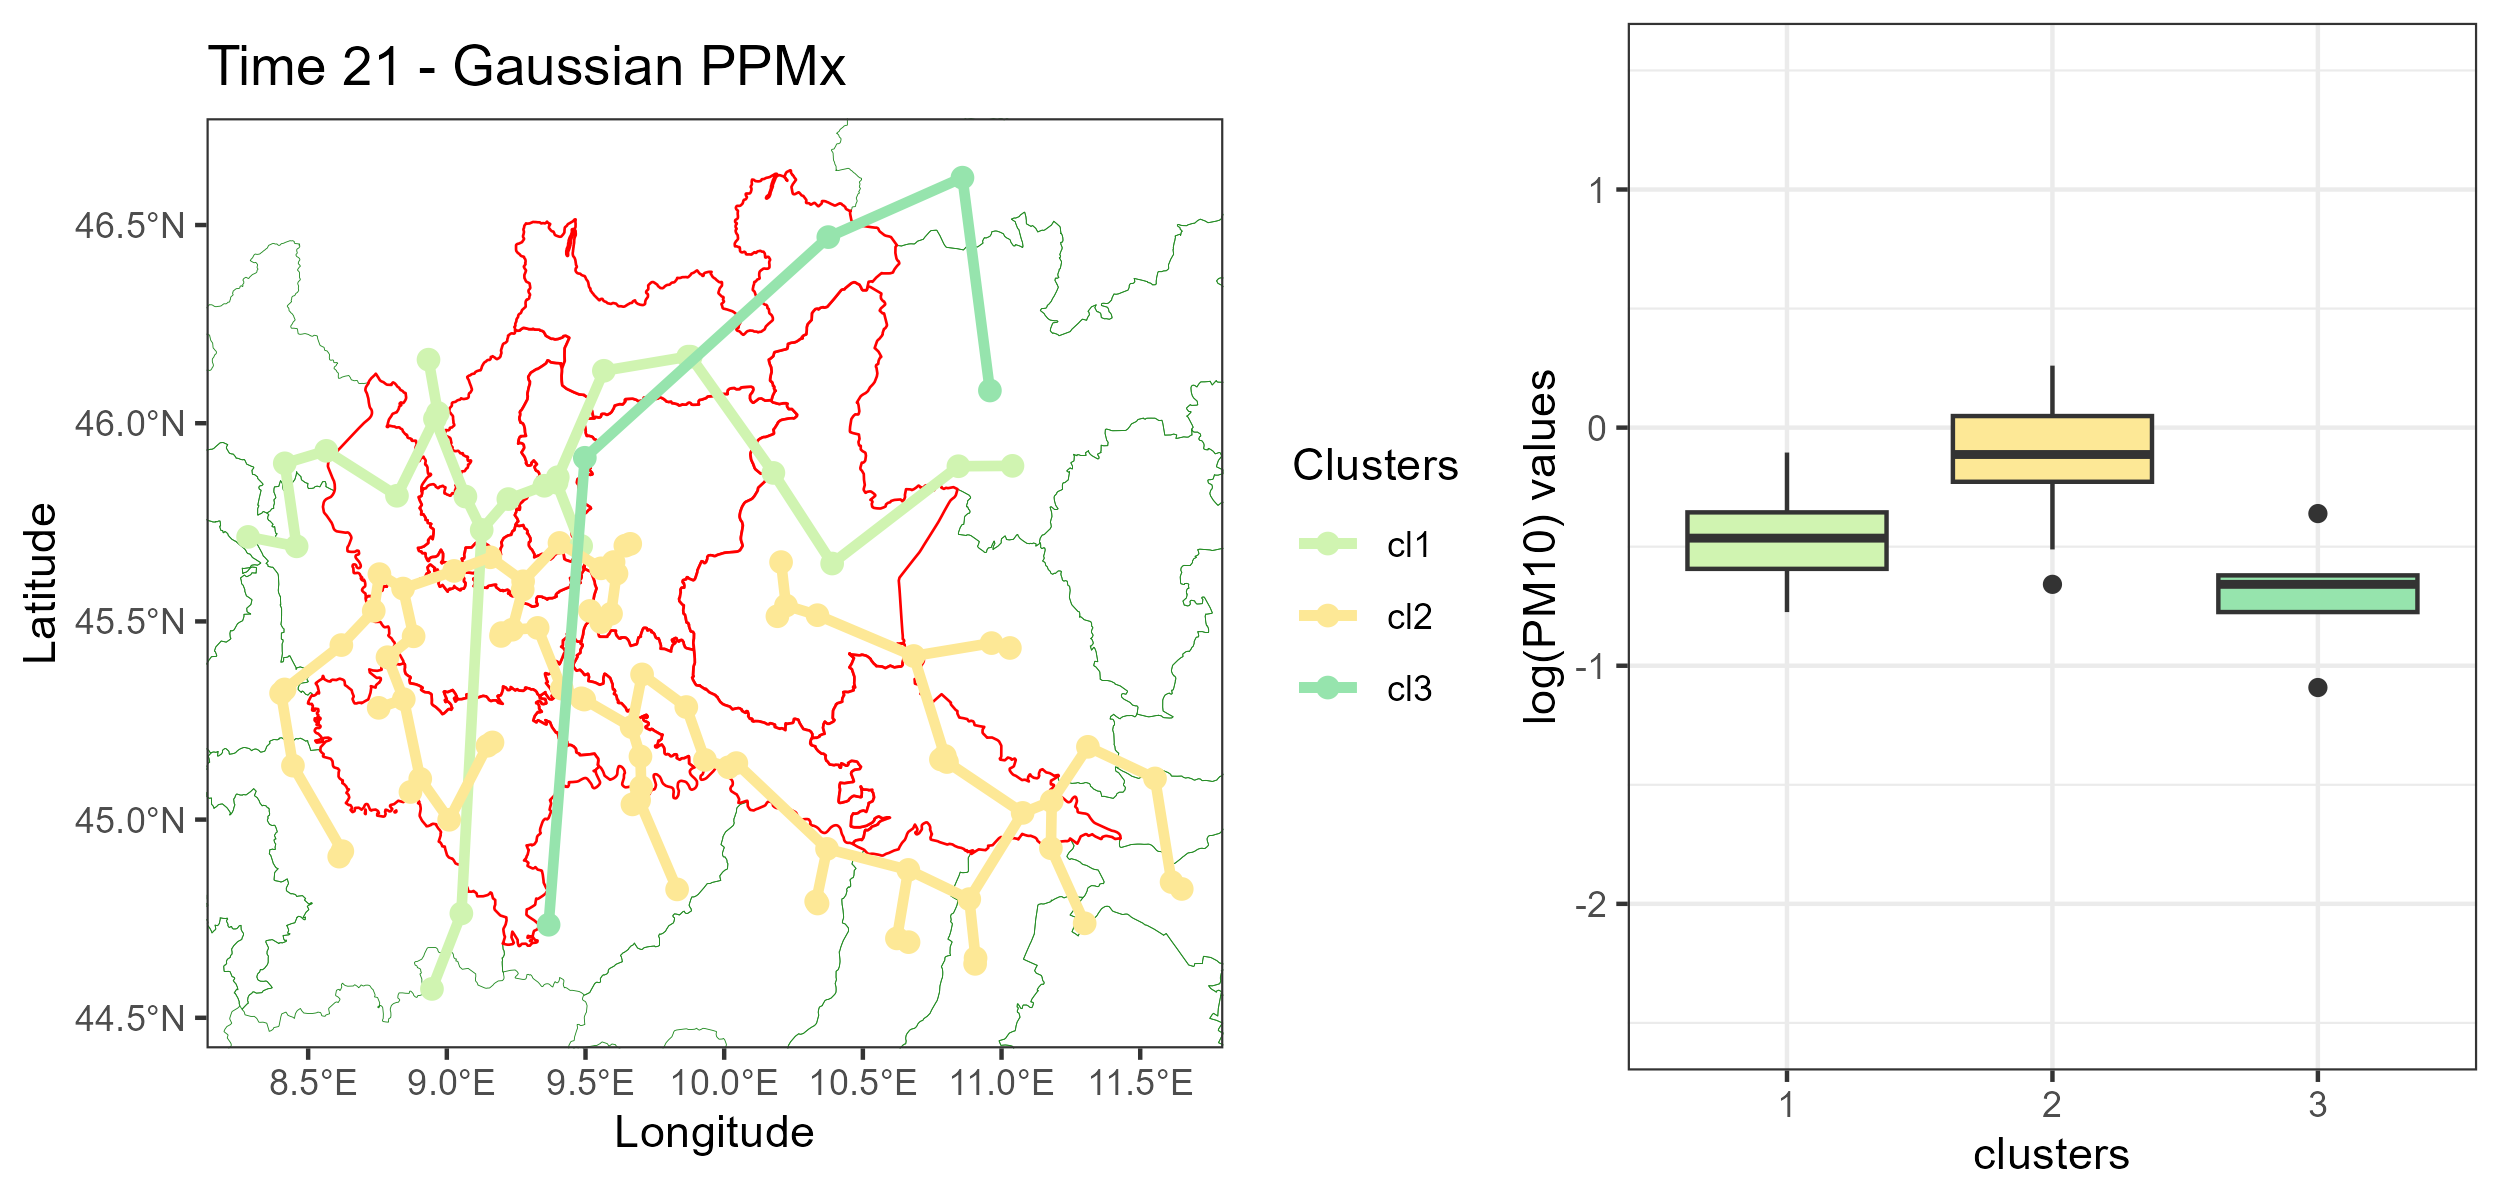 Time 21 - Gaussian PPMx
Latitude
46.5°N
46.0°N
45.5°N
45.0°N
44.5°N
8.5°E 9.0°E 9.5°E 10.0°E 10.5°E 11.0°E 11.5°E
Longitude
Clusters
cl1
cl2
cl3
log(PM10) values
1
0
-1
-2
1 2 3
clusters